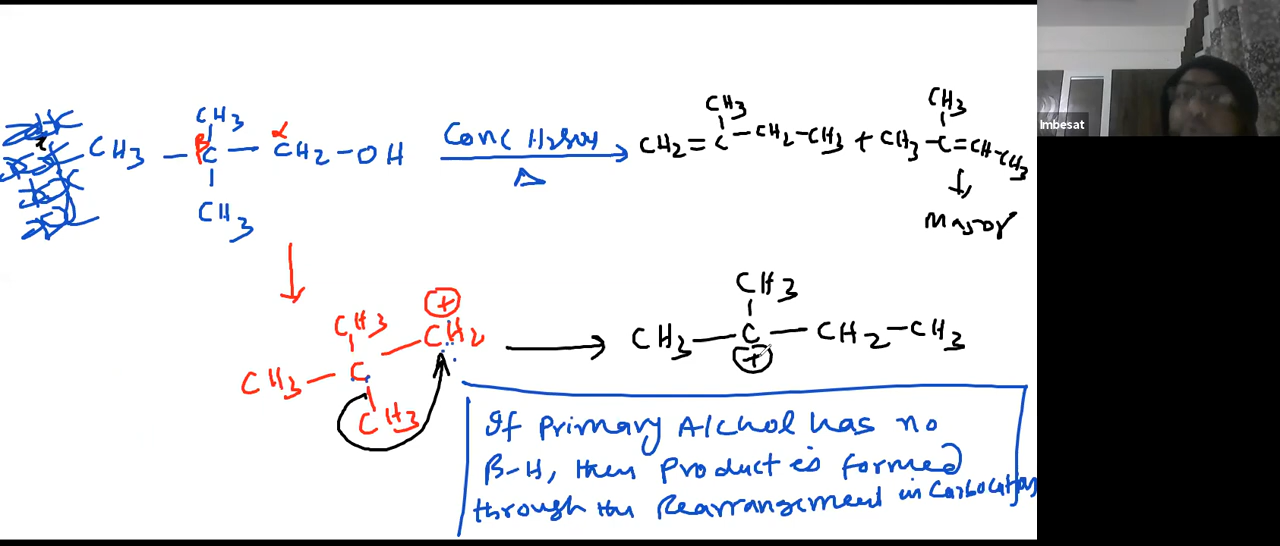 CH3
CH3 — C — CH2 — OH
β α
CH3
Conc H2SO4
Δ
CH3
CH2 = C — CH2 — CH3 + CH3 — C = CH — CH3
CH3
Major
CH3
CH3 — C — CH2
+
CH3
CH3
CH3 — C — CH2 — CH3
+
If Primary Alcohol has no
β-H, then Product is formed
through the Rearrangement in Carbocation
Imbesat